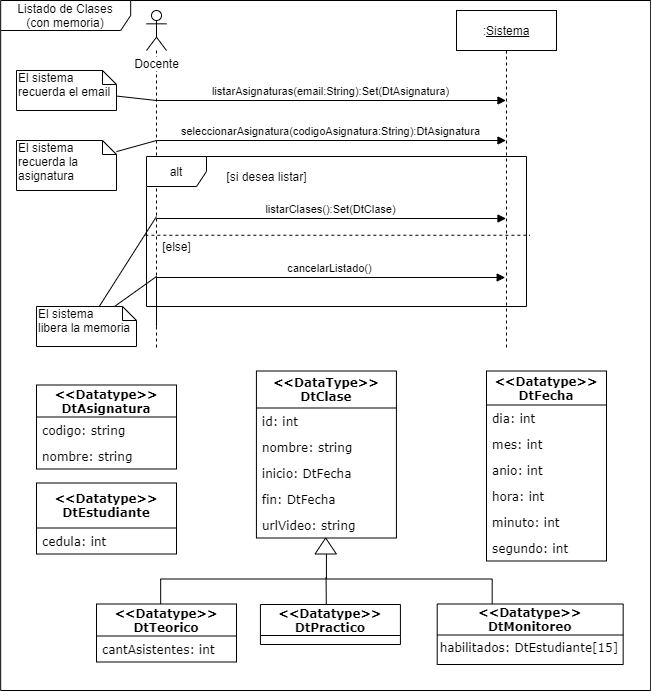 Listado de Clases
(con memoria)
:Sistema
Docente
El sistema
recuerda el email
listarAsignaturas(email:String):Set(DtAsignatura)
seleccionarAsignatura(codigoAsignatura:String):DtAsignatura
El sistema
recuerda la
asignatura
alt
[si desea listar]
listarClases():Set(DtClase)
[else]
cancelarListado()
El sistema
libera la memoria
<<Datatype>>
DtAsignatura
codigo: string
nombre: string
<<DataType>>
DtClase
id: int
nombre: string
inicio: DtFecha
fin: DtFecha
urlVideo: string
<<Datatype>>
DtFecha
dia: int
mes: int
anio: int
hora: int
minuto: int
segundo: int
<<Datatype>>
DtEstudiante
cedula: int
<<Datatype>>
DtTeorico
cantAsistentes: int
<<Datatype>>
DtPractico
<<Datatype>>
DtMonitoreo
habilitados: DtEstudiante[15]